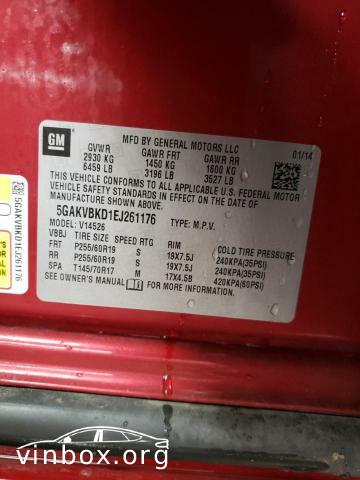 GM
MFD BY GENERAL MOTORS LLC
01/14
GVWR GAWR FRT GAWR RR
2930 KG 1450 KG 1600 KG
6459 LB 3196 LB 3527 LB
THIS VEHICLE CONFORMS TO ALL APPLICABLE U.S. FEDERAL MOTOR
VEHICLE SAFETY STANDARDS IN EFFECT ON THE DATE OF
MANUFACTURE SHOWN ABOVE.
5GAKVBKD1EJ261176 TYPE: M.P.V.
MODEL: V14526
VBBJ TIRE SIZE SPEED RTG RIM COLD TIRE PRESSURE
FRT P255/60R19 S 19X7.5J 240KPA(35PSI)
RR P255/60R19 S 19X7.5J 240KPA(35PSI)
SPA T145/70R17 M 17X4.5B 420KPA(60PSI)
SEE OWNER'S MANUAL FOR MORE INFORMATION.
5GAKVBKD1EJ261176
vinbox.org